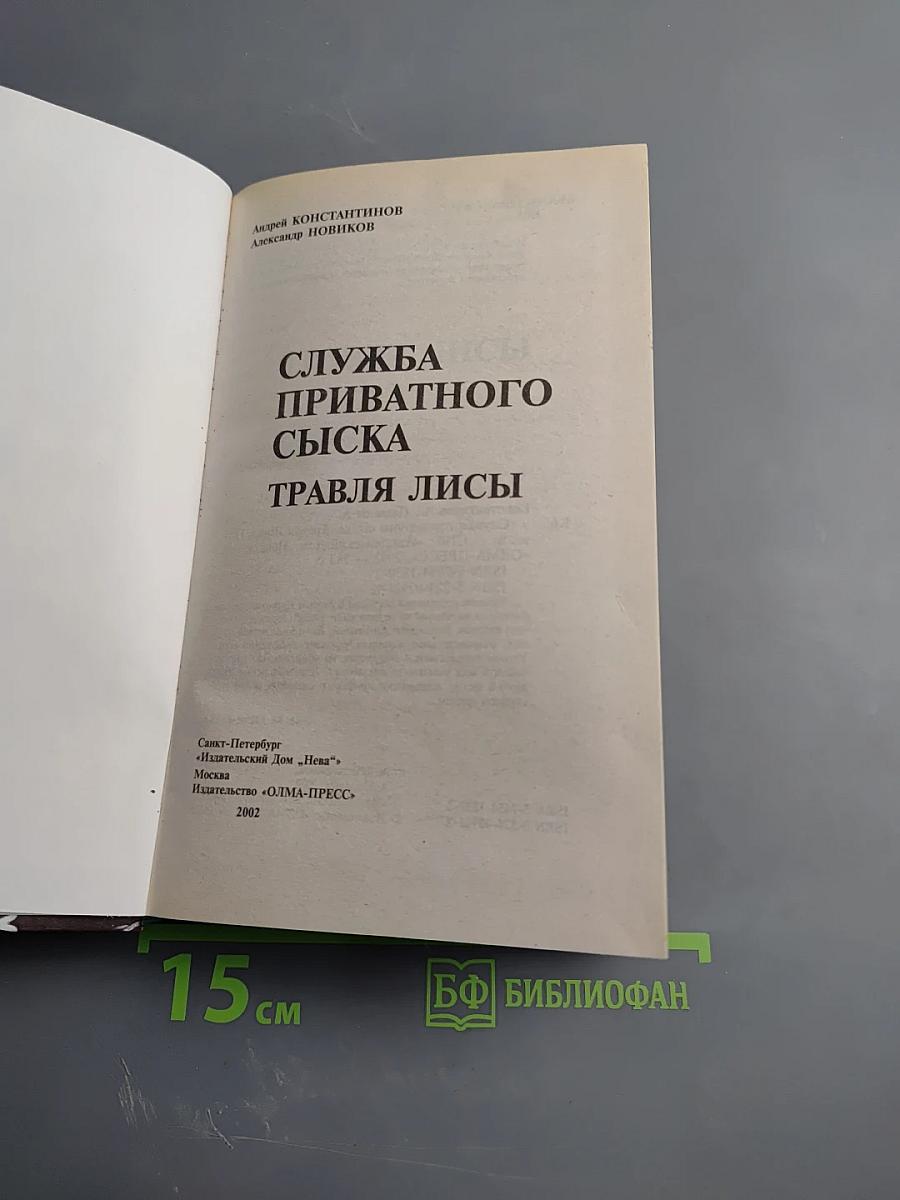 Андрей КОНСТАНТИНОВ
Александр НОВИКОВ
СЛУЖБА
ПРИВАТНОГО
СЫСКА
ТРАВЛЯ ЛИСЫ
Санкт-Петербург
«Издательский Дом „Нева“»
Москва
Издательство «ОЛМА-ПРЕСС»
2002
15 см
БФ БИБЛИОФАН